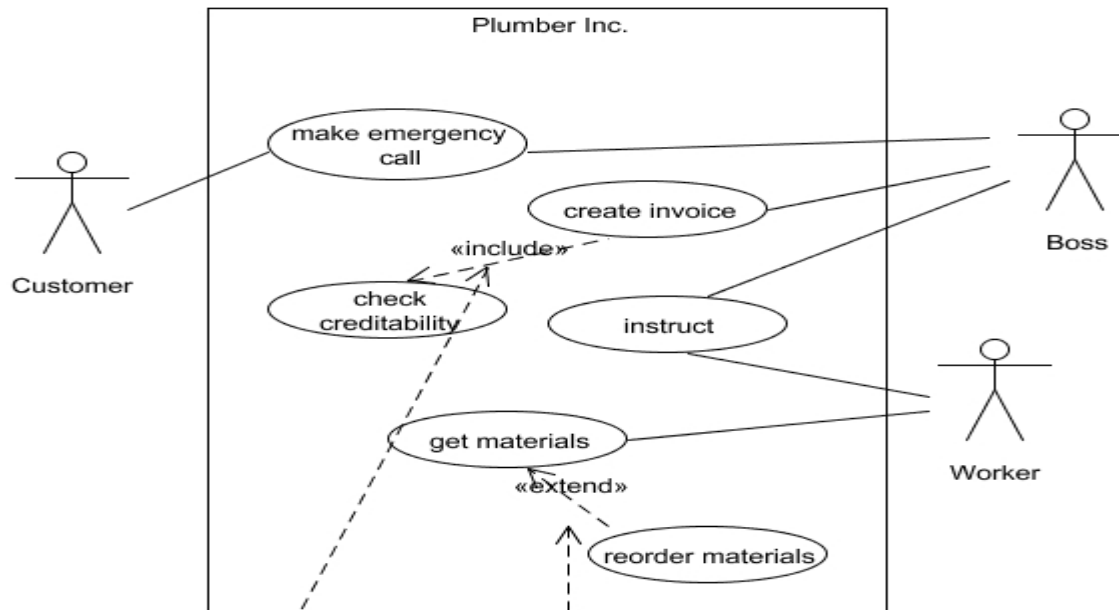 Plumber Inc.
make emergency
call
create invoice
Boss
«include»
Customer
check
creditability
instruct
get materials
Worker
«extend»
reorder materials